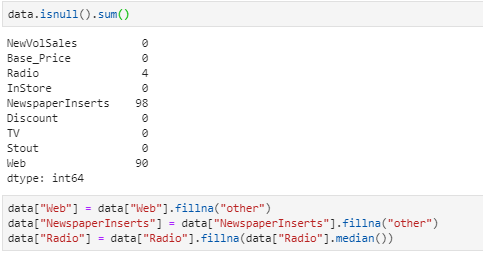 data.isnull().sum()
NewVolSales 0
Base_Price 0
Radio 4
InStore 0
NewspaperInserts 98
Discount 0
TV 0
Stout 0
Web 90
dtype: int64
data["Web"] = data["Web"].fillna("other")
data["NewspaperInserts"] = data["NewspaperInserts"].fillna("other")
data["Radio"] = data["Radio"].fillna(data["Radio"].median())